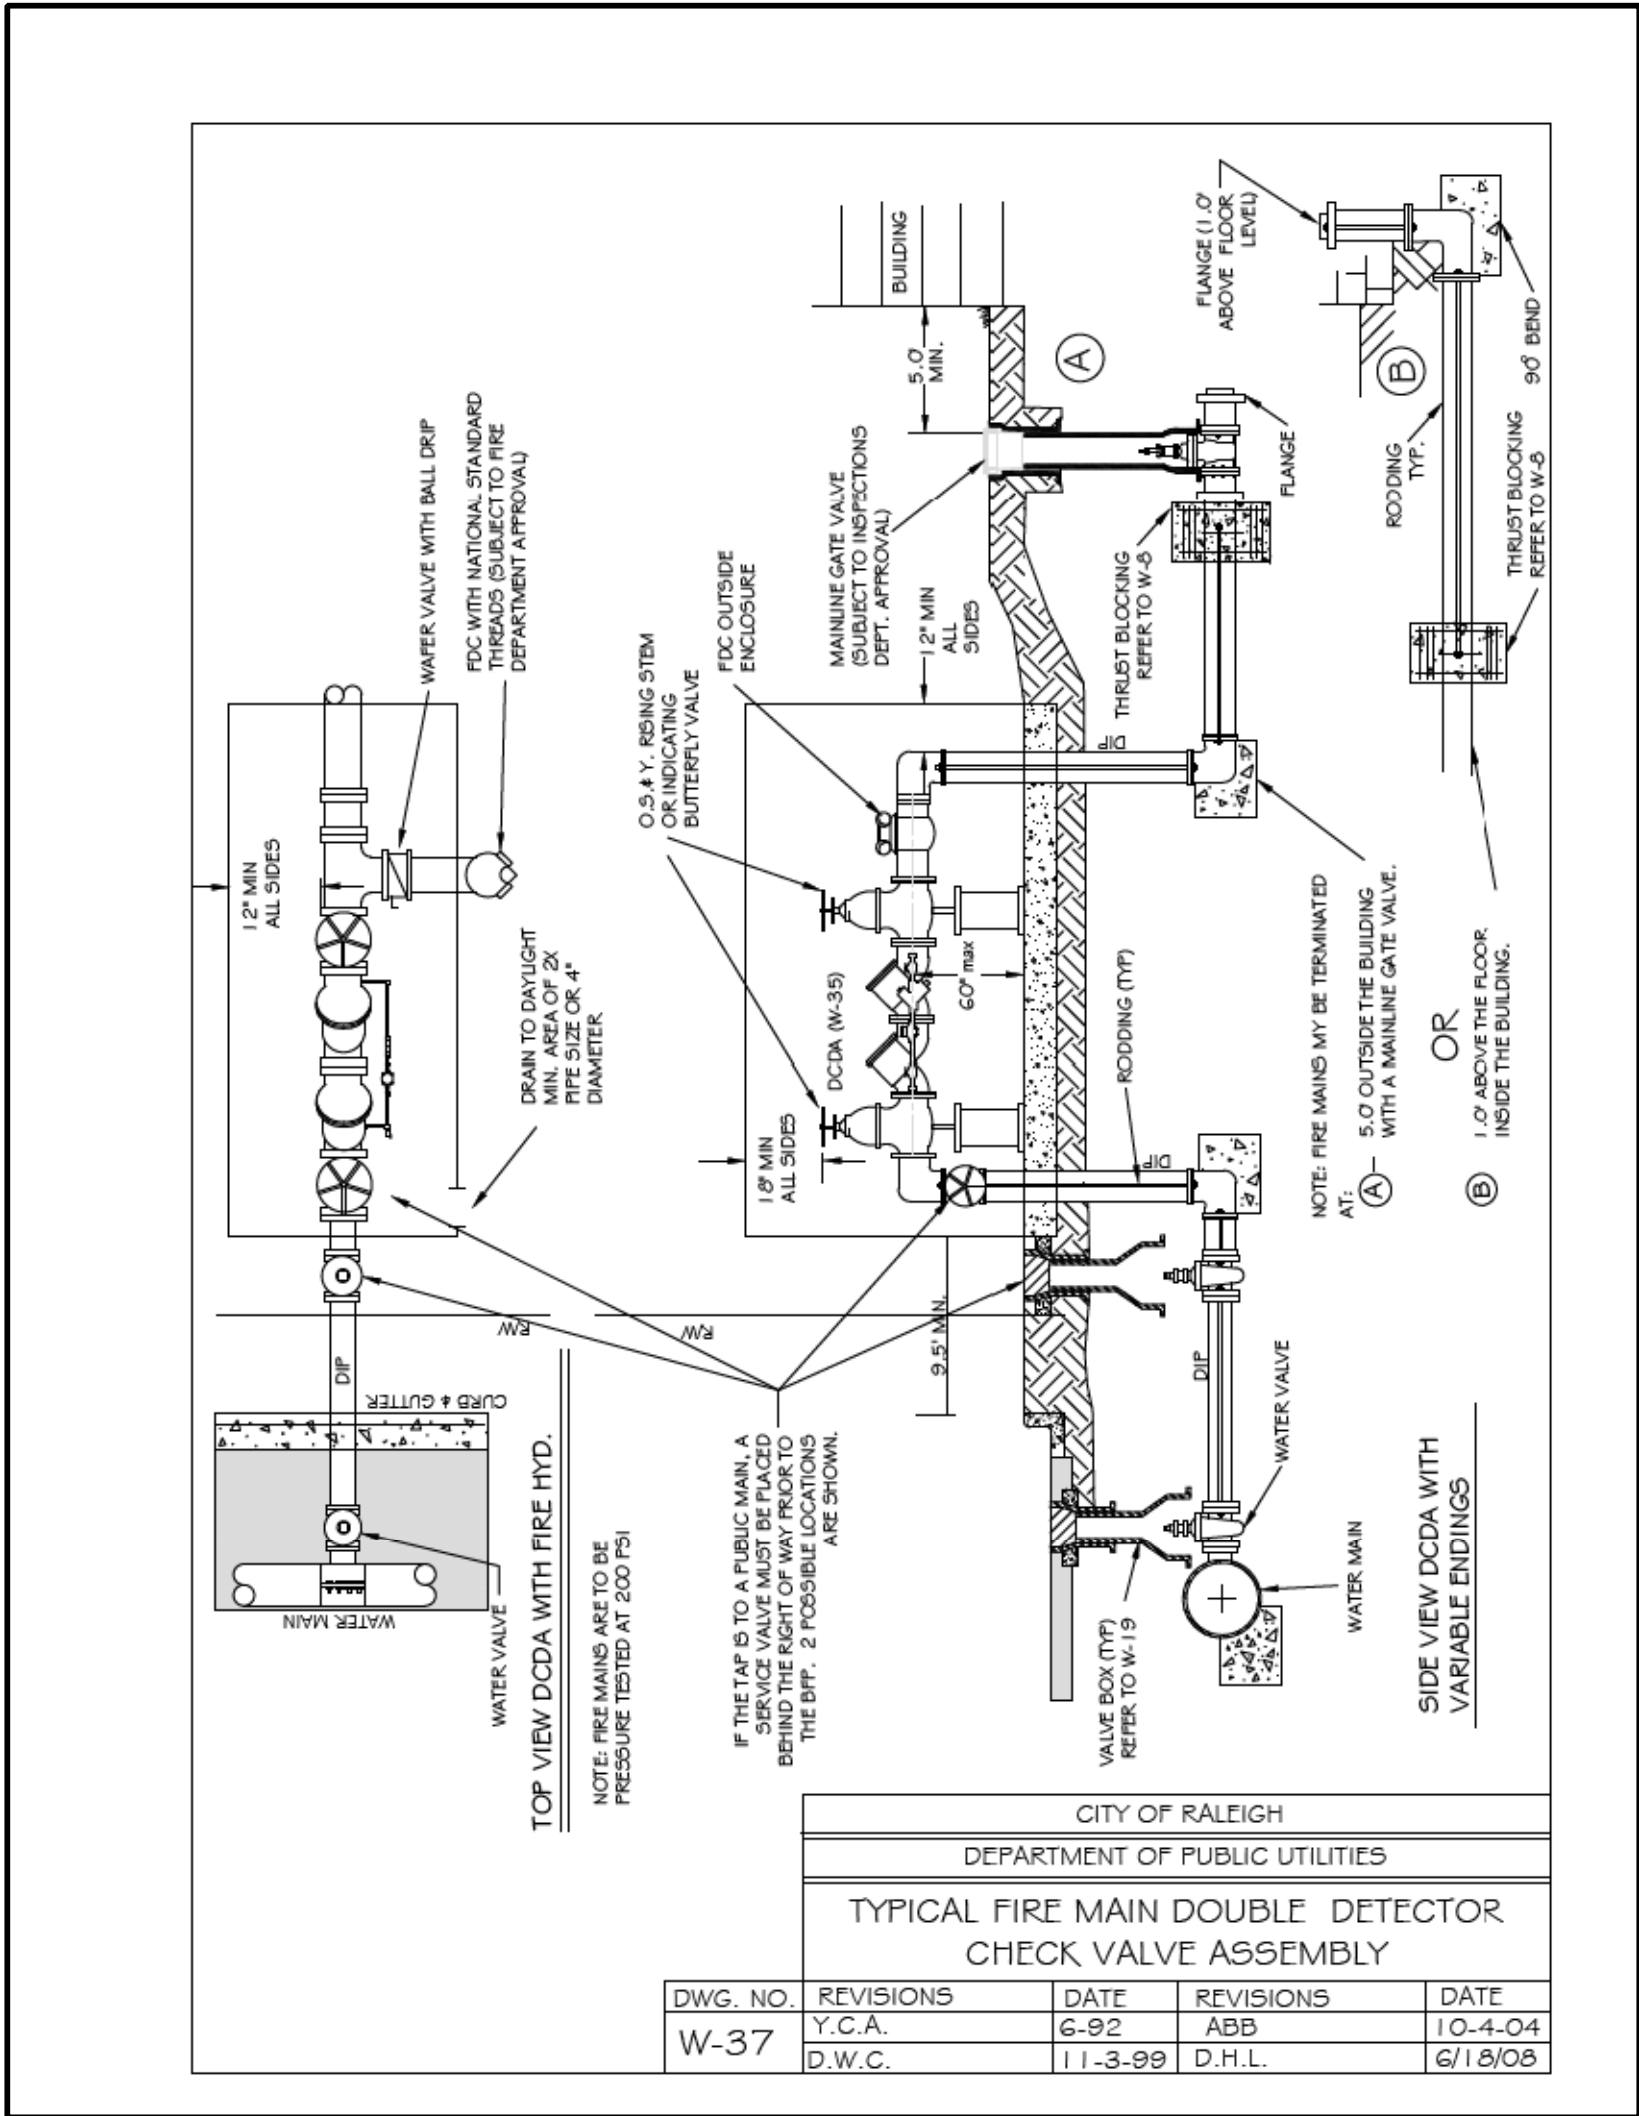 12" MIN
ALL SIDES
WAFER VALVE WITH BALL DRIP
FDC WITH NATIONAL STANDARD
THREADS (SUBJECT TO FIRE
DEPARTMENT APPROVAL)
DRAIN TO DAYLIGHT
MIN. AREA OF 2X
PIPE SIZE OR 4"
DIAMETER
R/W
DIP
CURB & GUTTER
WATER MAIN
WATER VALVE
TOP VIEW DCDA WITH FIRE HYD.
NOTE: FIRE MAINS ARE TO BE
PRESSURE TESTED AT 200 PSI
IF THE TAP IS TO A PUBLIC MAIN, A
SERVICE VALVE MUST BE PLACED
BEHIND THE RIGHT OF WAY PRIOR TO
THE BFP. 2 POSSIBLE LOCATIONS
ARE SHOWN.
R/W
O.S.& Y. RISING STEM
OR INDICATING
BUTTERFLY VALVE
FDC OUTSIDE
ENCLOSURE
MAINLINE GATE VALVE
(SUBJECT TO INSPECTIONS
DEPT. APPROVAL)
12" MIN
ALL
SIDES
5.0'
MIN.
BUILDING
18" MIN
ALL SIDES
DCDA (W-35)
60" max
9.5' MIN.
RODDING (TYP)
DIP
DIP
DIP
THRUST BLOCKING
REFER TO W-8
FLANGE
A
FLANGE (1.0'
ABOVE FLOOR
LEVEL)
B
RODDING
TYP.
90° BEND
THRUST BLOCKING
REFER TO W-8
VALVE BOX (TYP)
REFER TO W-19
WATER VALVE
WATER MAIN
NOTE: FIRE MAINS MY BE TERMINATED
AT:
A - 5.0' OUTSIDE THE BUILDING
WITH A MAINLINE GATE VALVE.
OR
B 1.0' ABOVE THE FLOOR,
INSIDE THE BUILDING.
SIDE VIEW DCDA WITH
VARIABLE ENDINGS
CITY OF RALEIGH
DEPARTMENT OF PUBLIC UTILITIES
TYPICAL FIRE MAIN DOUBLE DETECTOR
CHECK VALVE ASSEMBLY
DWG. NO. REVISIONS DATE REVISIONS DATE
W-37 Y.C.A. 6-92 ABB 10-4-04
D.W.C. 11-3-99 D.H.L. 6/18/08